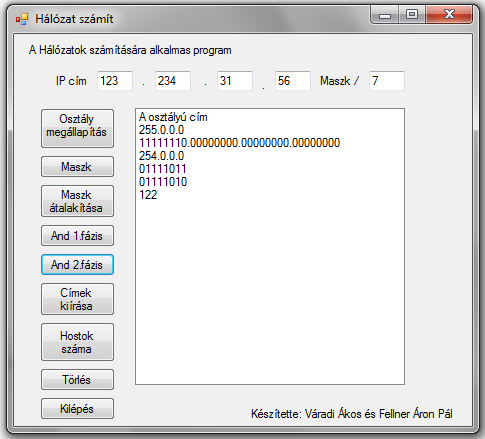 Hálózat számít
A Hálózatok számítására alkalmas program
IP cím 123 . 234 . 31 . 56 Maszk / 7
Osztály
megállapítás
Maszk
Maszk
átalakítása
And 1.fázis
And 2.fázis
Címek
kiírása
Hostok
száma
Törlés
Kilépés
A osztályú cím
255.0.0.0
11111110.00000000.00000000.00000000
254.0.0.0
01111011
01111010
122
Készítette: Váradi Ákos és Fellner Áron Pál